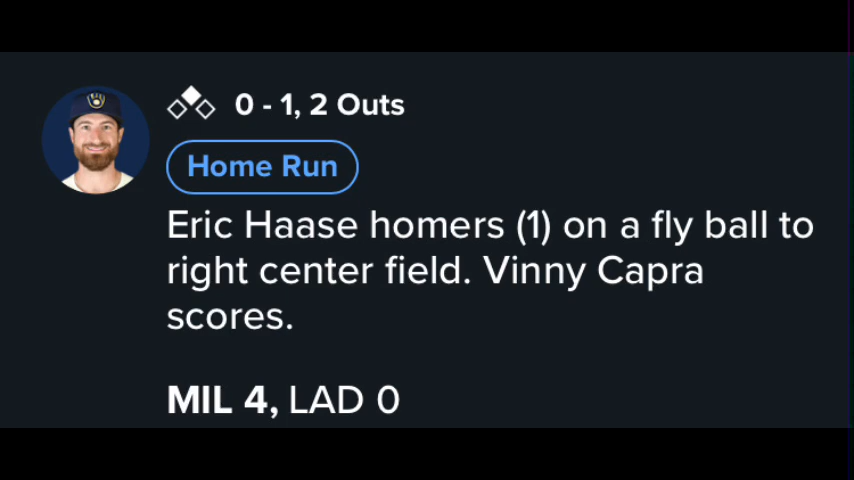 0 - 1, 2 Outs
Home Run
Eric Haase homers (1) on a fly ball to
right center field. Vinny Capra
scores.
MIL 4, LAD 0